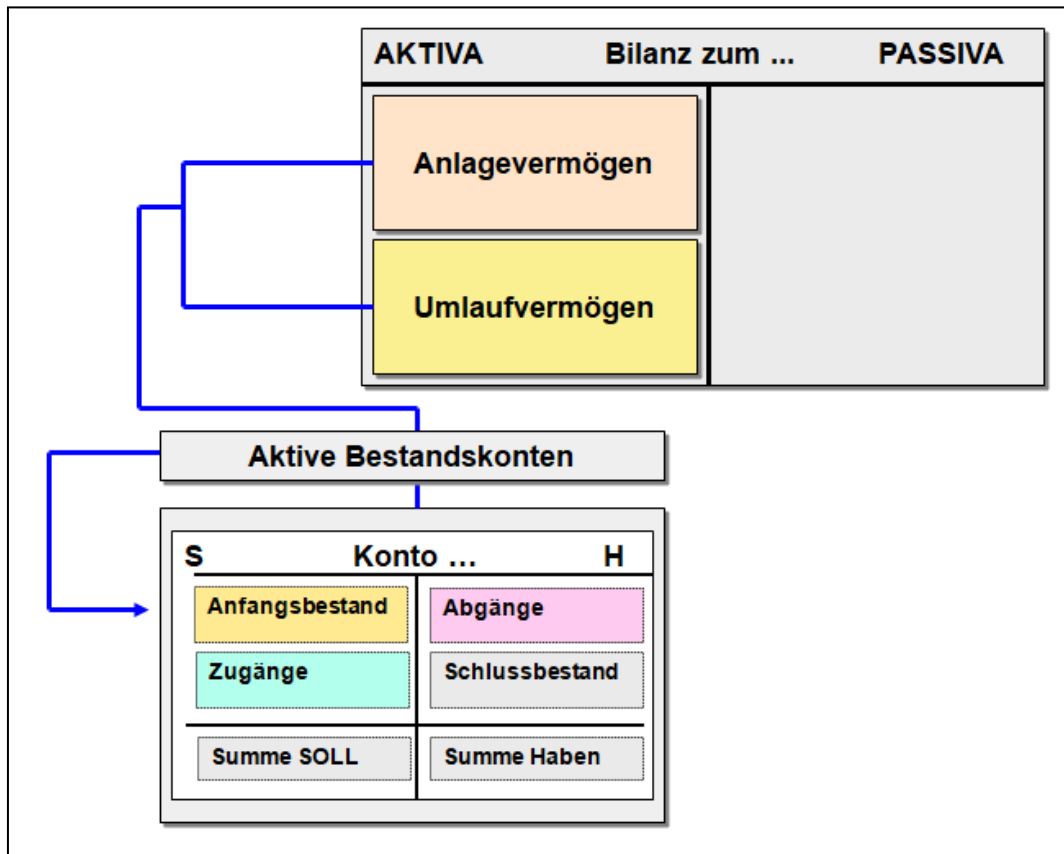 AKTIVA Bilanz zum ... PASSIVA
Anlagevermögen
Umlaufvermögen
Aktive Bestandskonten
S Konto ... H
Anfangsbestand Abgänge
Zugänge Schlussbestand
Summe SOLL Summe Haben